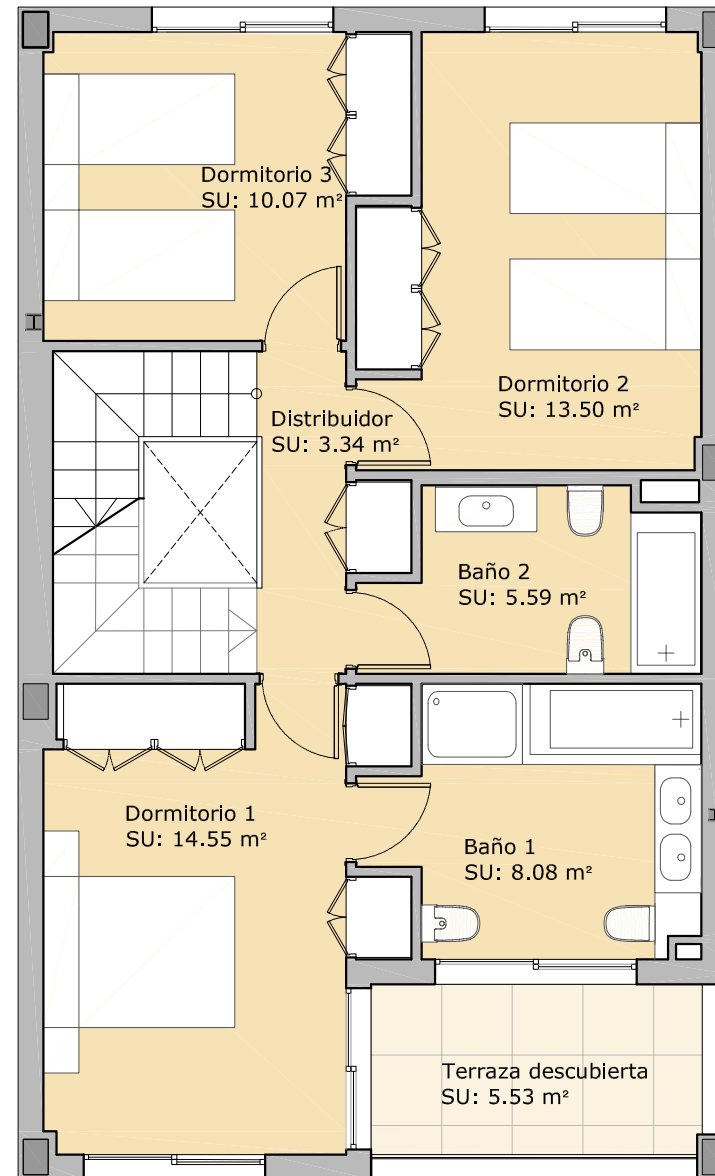 Dormitorio 3
SU: 10.07 m²
Dormitorio 2
SU: 13.50 m²
Distribuidor
SU: 3.34 m²
Baño 2
SU: 5.59 m²
Dormitorio 1
SU: 14.55 m²
Baño 1
SU: 8.08 m²
Terraza descubierta
SU: 5.53 m²